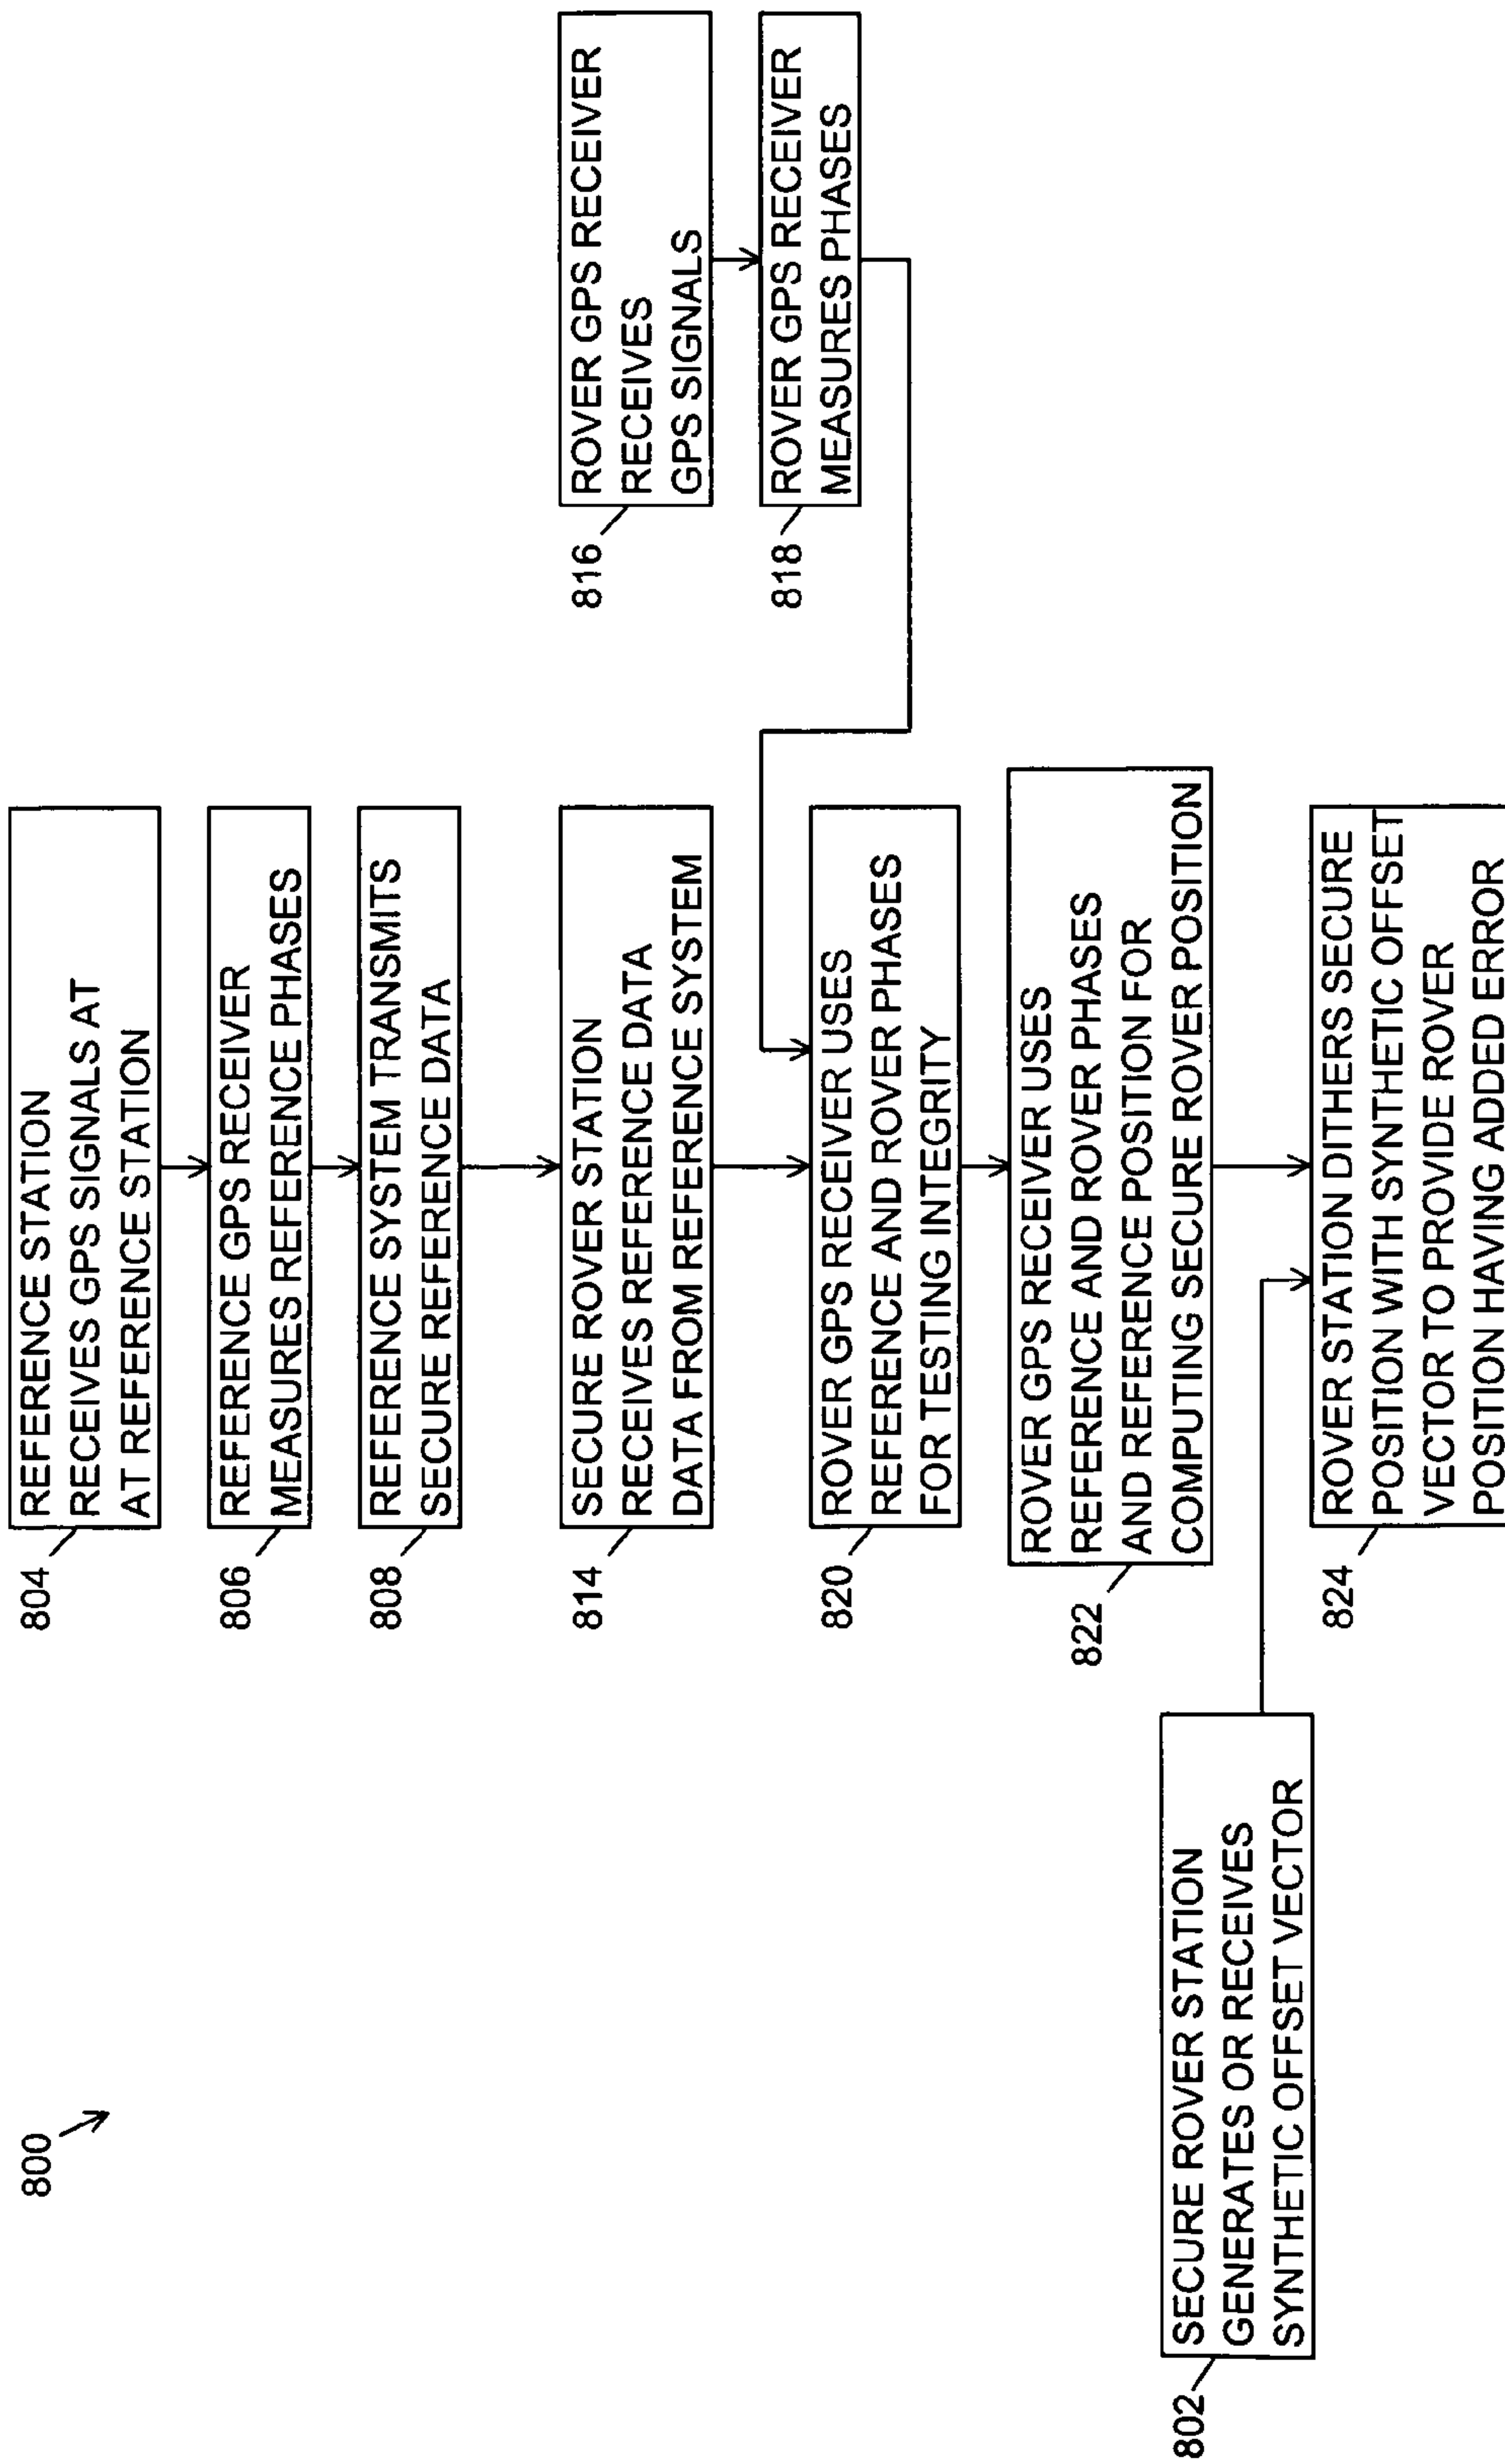 800
804
REFERENCE STATION
RECEIVES GPS SIGNALS AT
AT REFERENCE STATION
806
REFERENCE GPS RECEIVER
MEASURES REFERENCE PHASES
808
REFERENCE SYSTEM TRANSMITS
SECURE REFERENCE DATA
814
SECURE ROVER STATION
RECEIVES REFERENCE DATA
DATA FROM REFERENCE SYSTEM
816
ROVER GPS RECEIVER
RECEIVES
GPS SIGNALS
818
ROVER GPS RECEIVER
MEASURES PHASES
820
ROVER GPS RECEIVER USES
REFERENCE AND ROVER PHASES
FOR TESTING INTEGRITY
822
ROVER GPS RECEIVER USES
REFERENCE AND ROVER PHASES
AND REFERENCE POSITION FOR
COMPUTING SECURE ROVER POSITION
802
SECURE ROVER STATION
GENERATES OR RECEIVES
SYNTHETIC OFFSET VECTOR
824
ROVER STATION DITHERS SECURE
POSITION WITH SYNTHETIC OFFSET
VECTOR TO PROVIDE ROVER
POSITION HAVING ADDED ERROR